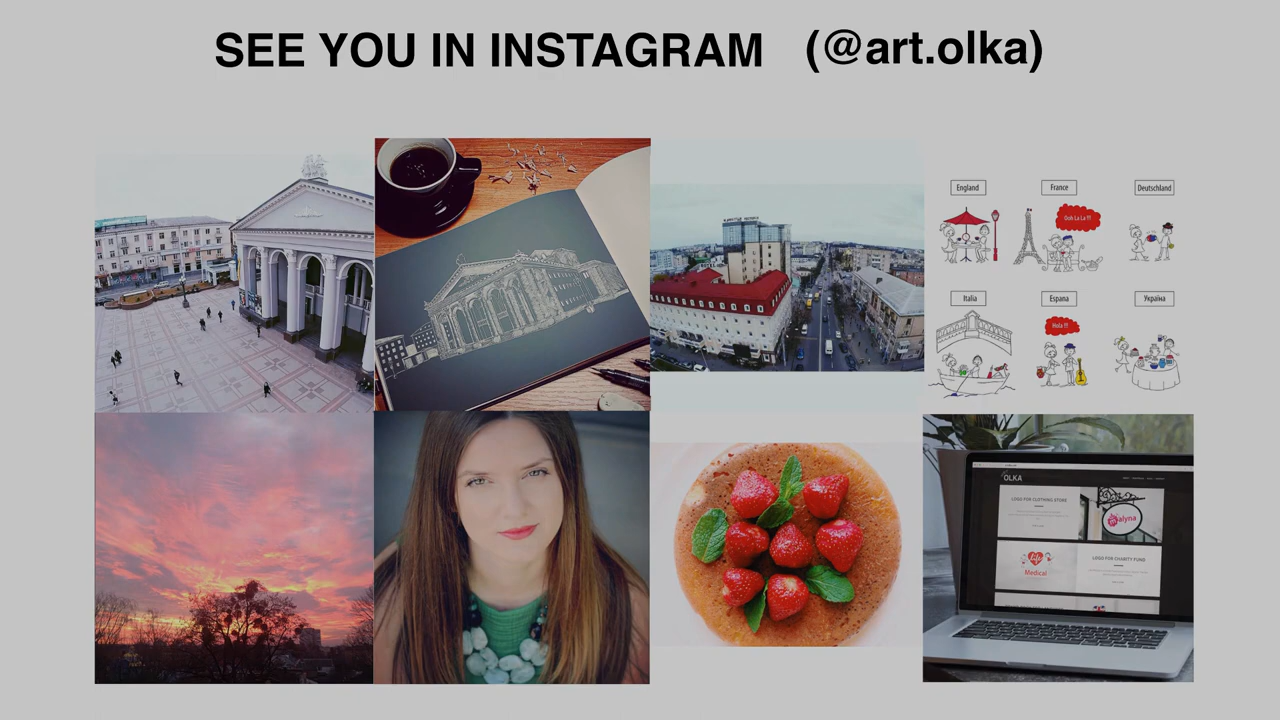 SEE YOU IN INSTAGRAM (@art.olka)
England
France
Deutschland
Ooh La La !!!
Italia
Espana
Україна
Hola !!!
OLKA
LOGO FOR CLOTHING STORE
alyna
LOGO FOR CHARITY FUND
life
Medical